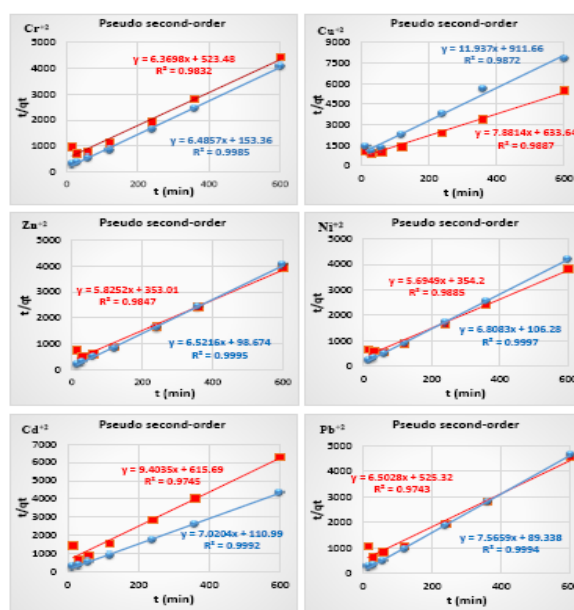 Cr+2
Pseudo second-order
5000
4000
3000
2000
1000
0
t/qt
y = 6.3698x + 523.48
R² = 0.9832
y = 6.4857x + 153.36
R² = 0.9985
0
200
400
600
t (min)
Cu+2
Pseudo second-order
10500
9000
7500
6000
4500
3000
1500
0
t/qt
y = 11.937x + 911.66
R² = 0.9872
y = 7.8814x + 633.64
R² = 0.9887
0
200
400
600
t (min)
Zn+2
Pseudo second-order
5000
4000
3000
2000
1000
0
t/qt
y = 5.8252x + 353.01
R² = 0.9847
y = 6.5216x + 98.674
R² = 0.9995
0
200
400
600
t (min)
Ni+2
Pseudo second-order
5000
4000
3000
2000
1000
0
t/qt
y = 5.6949x + 354.2
R² = 0.9885
y = 6.8083x + 106.28
R² = 0.9997
0
200
400
600
t (min)
Cd+2
Pseudo second-order
7000
6000
5000
4000
3000
2000
1000
0
t/qt
y = 9.4035x + 615.69
R² = 0.9745
y = 7.0204x + 110.99
R² = 0.9992
0
200
400
600
t (min)
Pb+2
Pseudo second-order
6000
5000
4000
3000
2000
1000
0
t/qt
y = 6.5028x + 525.32
R² = 0.9743
y = 7.5659x + 89.338
R² = 0.9994
0
200
400
600
t (min)